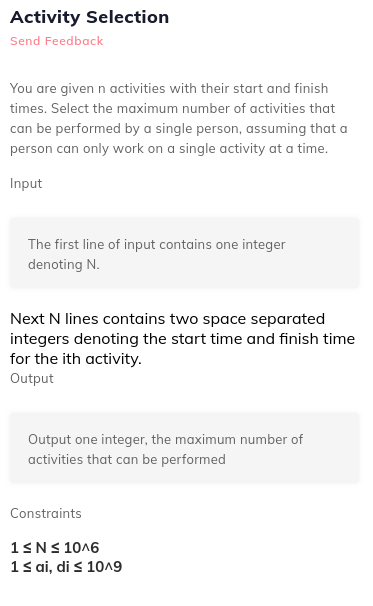 Activity Selection
Send Feedback
You are given n activities with their start and finish
times. Select the maximum number of activities that
can be performed by a single person, assuming that a
person can only work on a single activity at a time.
Input
The first line of input contains one integer
denoting N.
Next N lines contains two space separated
integers denoting the start time and finish time
for the ith activity.
Output
Output one integer, the maximum number of
activities that can be performed
Constraints
1 ≤ N ≤ 10^6
1 ≤ ai, di ≤ 10^9